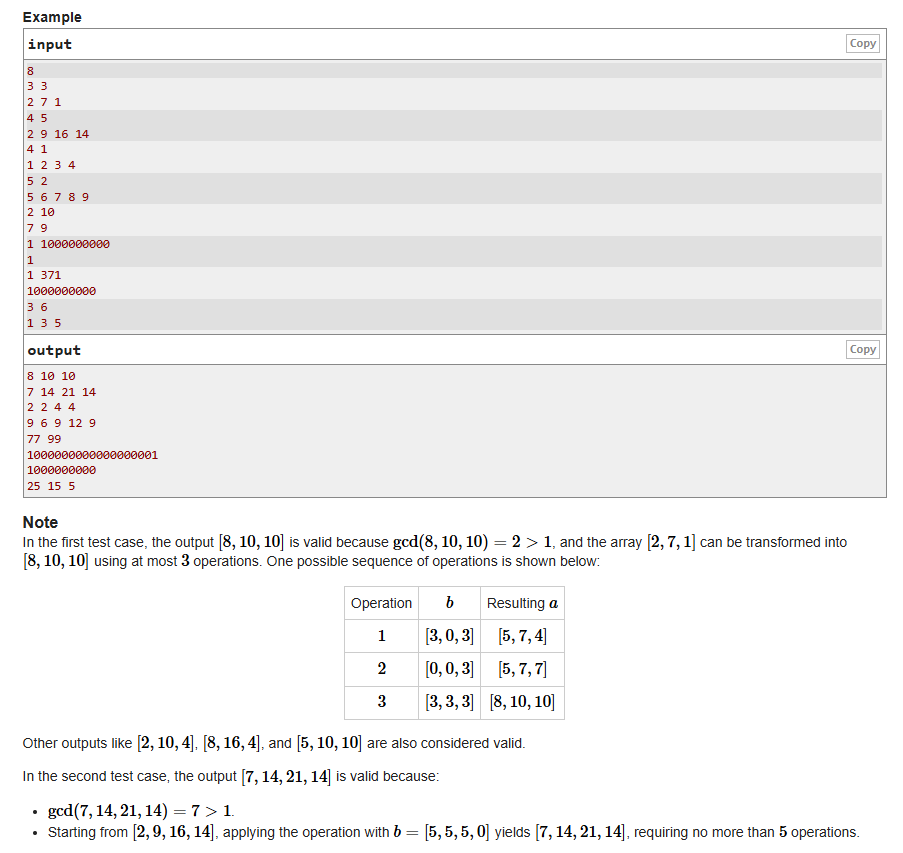 Example
input
Copy
8
3 3
2 7 1
4 5
2 9 16 14
4 1
1 2 3 4
5 2
5 6 7 8 9
2 10
7 9
1 1000000000
1
1 371
1000000000
3 6
1 3 5
output
Copy
8 10 10
7 14 21 14
2 2 4 4
9 6 9 12 9
77 99
1000000000000000001
1000000000
25 15 5
Note
In the first test case, the output [8, 10, 10] is valid because gcd(8, 10, 10) = 2 > 1, and the array [2, 7, 1] can be transformed into
[8, 10, 10] using at most 3 operations. One possible sequence of operations is shown below:
Operation b Resulting a
1 [3, 0, 3] [5, 7, 4]
2 [0, 0, 3] [5, 7, 7]
3 [3, 3, 3] [8, 10, 10]
Other outputs like [2, 10, 4], [8, 16, 4], and [5, 10, 10] are also considered valid.
In the second test case, the output [7, 14, 21, 14] is valid because:
• gcd(7, 14, 21, 14) = 7 > 1.
• Starting from [2, 9, 16, 14], applying the operation with b = [5, 5, 5, 0] yields [7, 14, 21, 14], requiring no more than 5 operations.